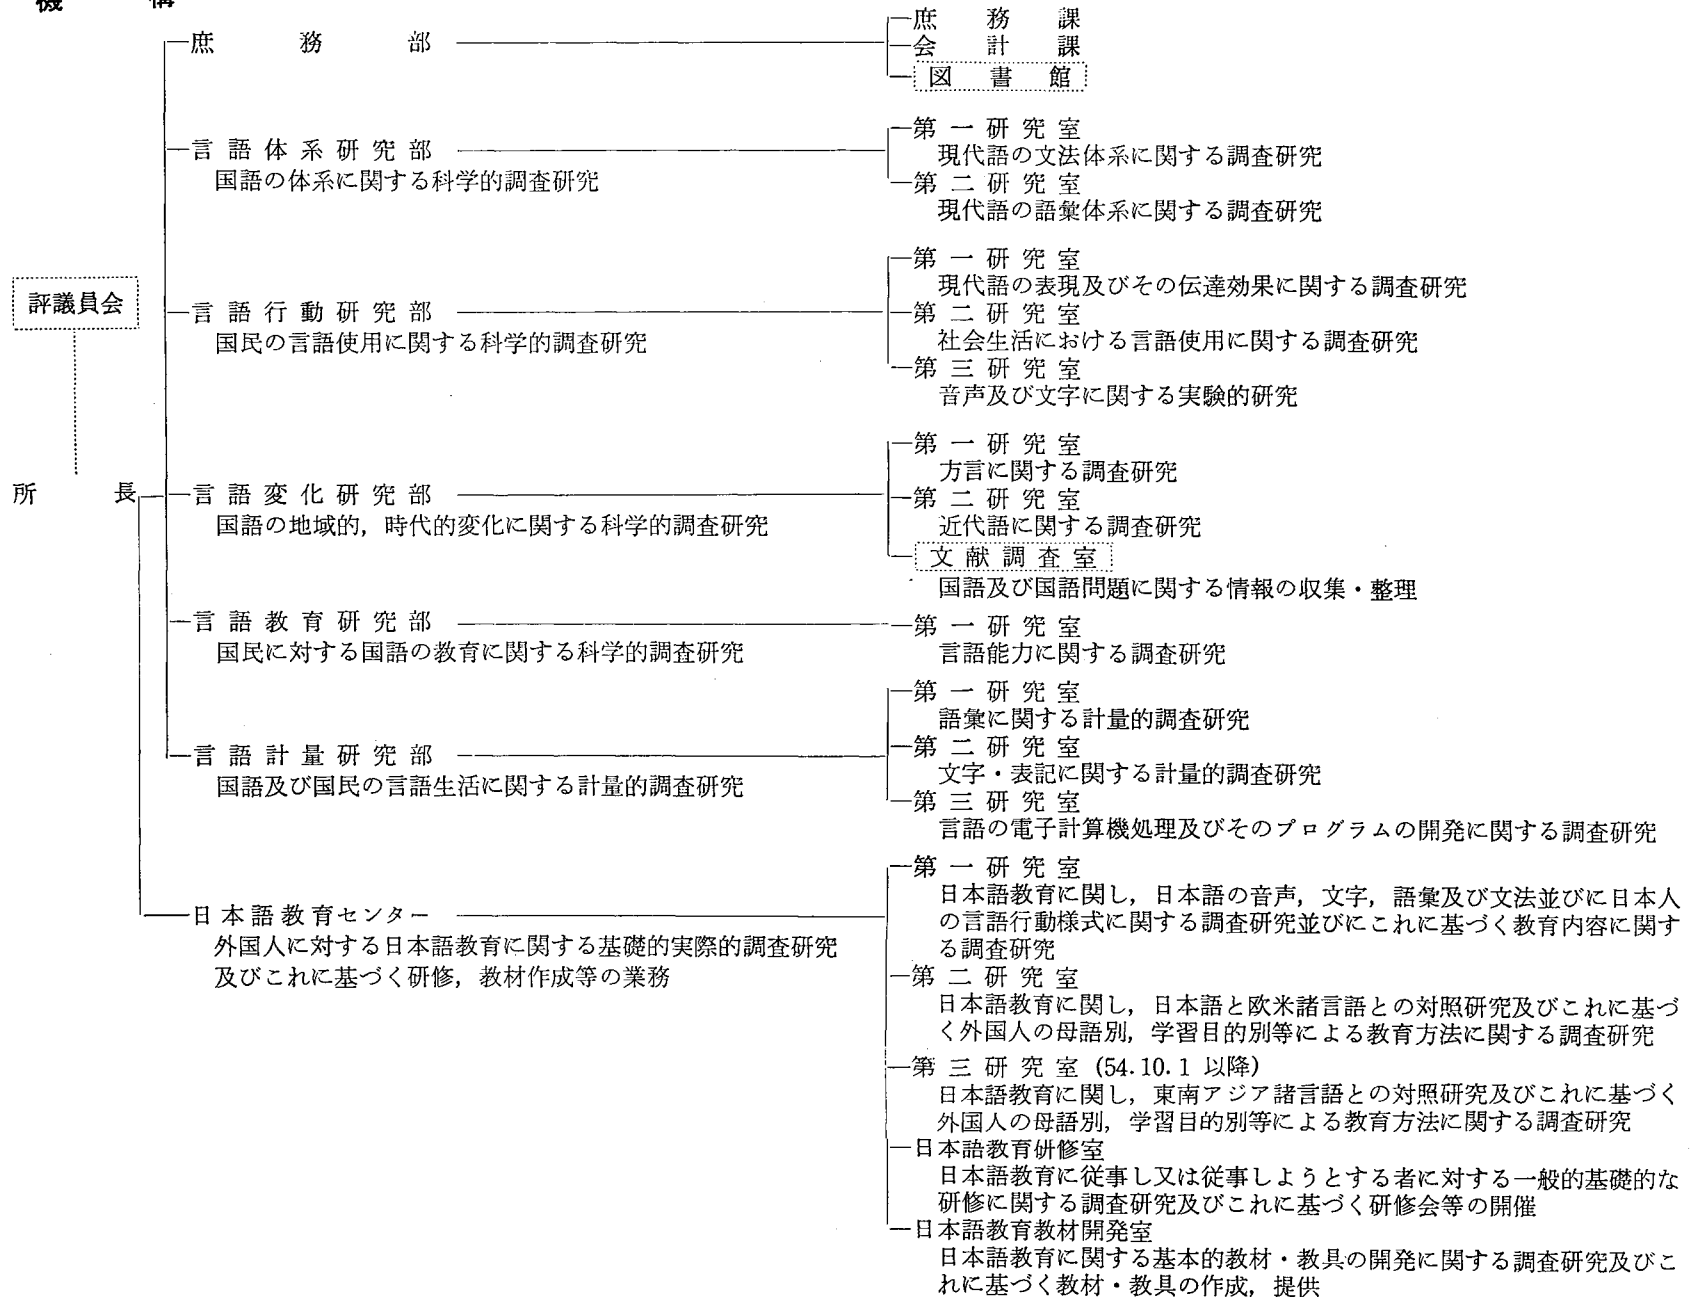 機構
庶務部
庶務課
会計課
図書館
言語体系研究部
国語の体系に関する科学的調査研究
第一研究室
現代語の文法体系に関する調査研究
第二研究室
現代語の語彙体系に関する調査研究
評議員会
言語行動研究部
国民の言語使用に関する科学的調査研究
第一研究室
現代語の表現及びその伝達効果に関する調査研究
第二研究室
社会生活における言語使用に関する調査研究
第三研究室
音声及び文字に関する実験的研究
所長
言語変化研究部
国語の地域的，時代的変化に関する科学的調査研究
第一研究室
方言に関する調査研究
第二研究室
近代語に関する調査研究
文献調査室
国語及び国語問題に関する情報の収集・整理
言語教育研究部
国民に対する国語の教育に関する科学的調査研究
第一研究室
言語能力に関する調査研究
言語計量研究部
国語及び国民の言語生活に関する計量的調査研究
第一研究室
語彙に関する計量的調査研究
第二研究室
文字・表記に関する計量的調査研究
第三研究室
言語の電子計算機処理及びそのプログラムの開発に関する調査研究
日本語教育センター
外国人に対する日本語教育に関する基礎的実際的調査研究
及びこれに基づく研修，教材作成等の業務
第一研究室
日本語教育に関し，日本語の音声，文字，語彙及び文法並びに日本人
の言語行動様式に関する調査研究並びにこれに基づく教育内容に関す
る調査研究
第二研究室
日本語教育に関し，日本語と欧米諸言語との対照研究及びこれに基づ
く外国人の母語別，学習目的別等による教育方法に関する調査研究
第三研究室 (54.10.1 以降)
日本語教育に関し，東南アジア諸言語との対照研究及びこれに基づく
外国人の母語別，学習目的別等による教育方法に関する調査研究
日本語教育研修室
日本語教育に従事し又は従事しようとする者に対する一般的基礎的な
研修に関する調査研究及びこれに基づく研修会等の開催
日本語教育教材開発室
日本語教育に関する基本的教材・教具の開発に関する調査研究及びこ
れに基づく教材・教具の作成，提供